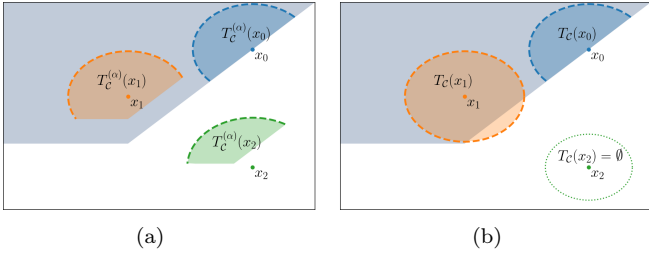 T_C^{(α)}(x_0)
x_0
T_C^{(α)}(x_1)
x_1
T_C^{(α)}(x_2)
x_2
(a)
T_C(x_0)
x_0
T_C(x_1)
x_1
T_C(x_2) = ∅
x_2
(b)